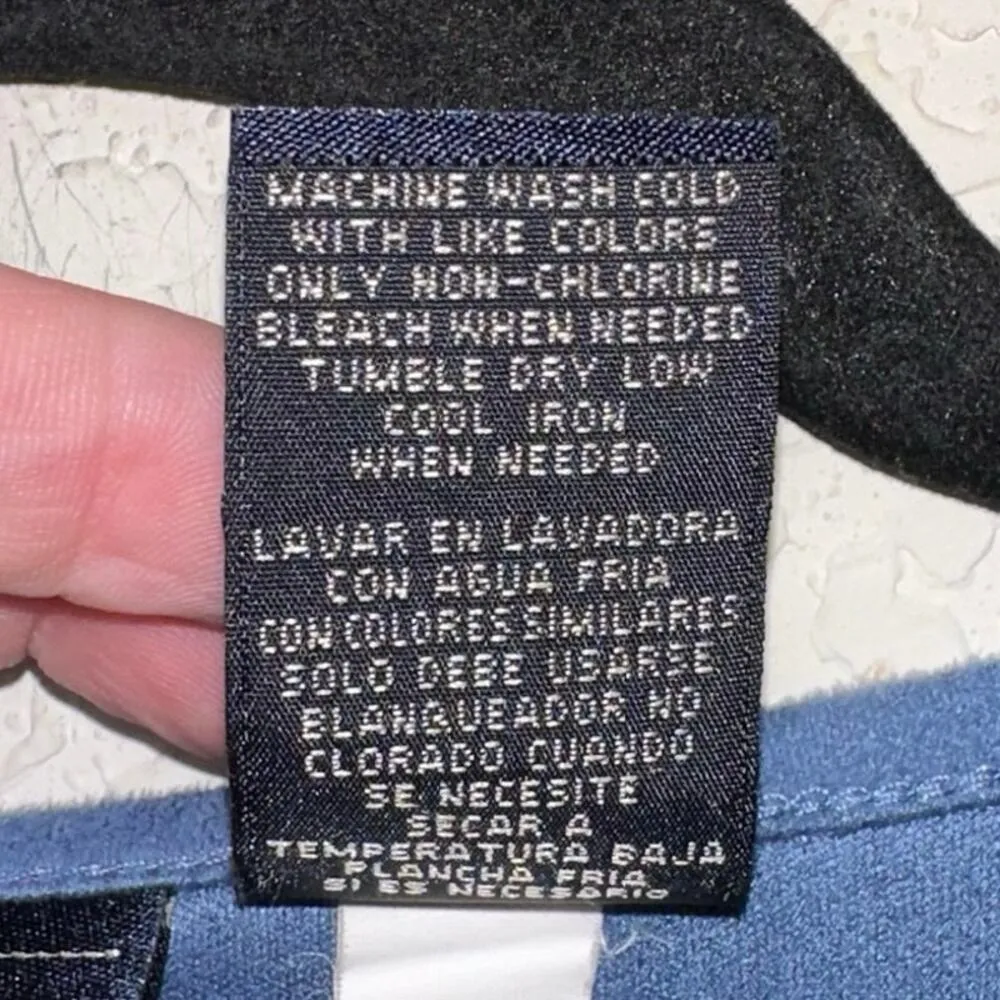 MACHINE WASH COLD
WITH LIKE COLORS
ONLY NON-CHLORINE
BLEACH WHEN NEEDED
TUMBLE DRY LOW
COOL IRON
WHEN NEEDED
LAVAR EN LAVADORA
CON AGUA FRIA
CON COLORES SIMILARES
SOLO DEBE USARSE
BLANQUEADOR NO
CLORADO CUANDO
SE NECESITE
SECAR A
TEMPERATURA BAJA
PLANCHA FRIA
SI ES NECESARIO